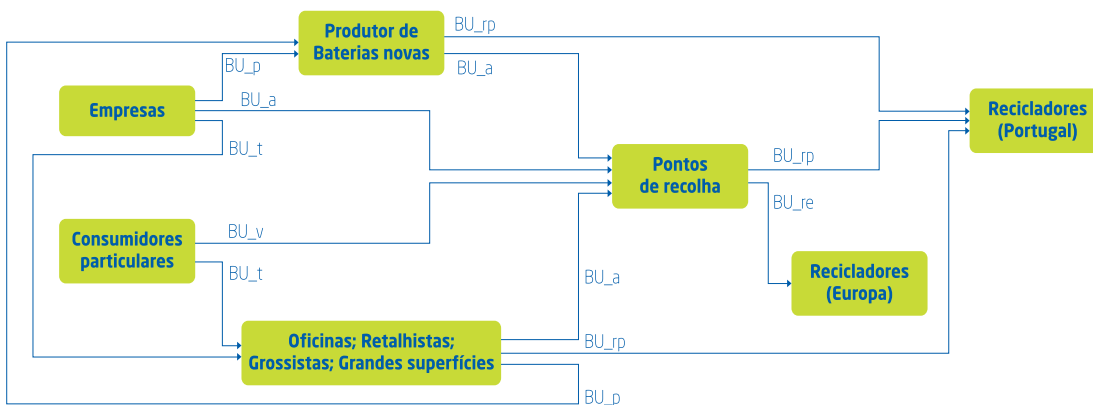 Produtor de
Baterias novas
BU_rp
BU_a
BU_p
Empresas
BU_a
BU_t
Recicladores
(Portugal)
Pontos
de recolha
BU_rp
BU_re
Consumidores
particulares
BU_v
BU_t
BU_a
Recicladores
(Europa)
Oficinas; Retalhistas;
Grossistas; Grandes superfícies
BU_rp
BU_p